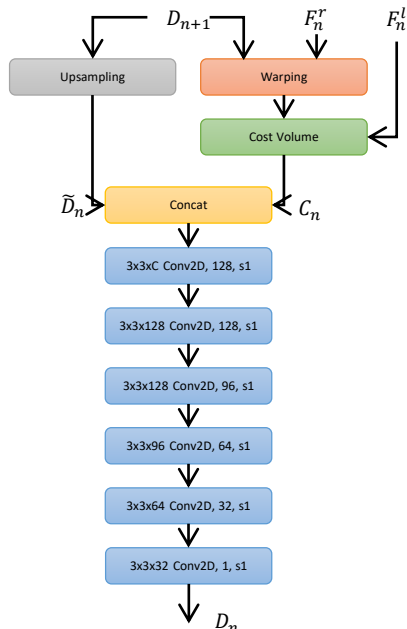 D_{n+1} F_n^r F_n^l
Upsampling Warping
Cost Volume
D̃_n Concat C_n
3x3xC Conv2D, 128, s1
3x3x128 Conv2D, 128, s1
3x3x128 Conv2D, 96, s1
3x3x96 Conv2D, 64, s1
3x3x64 Conv2D, 32, s1
3x3x32 Conv2D, 1, s1
D_n